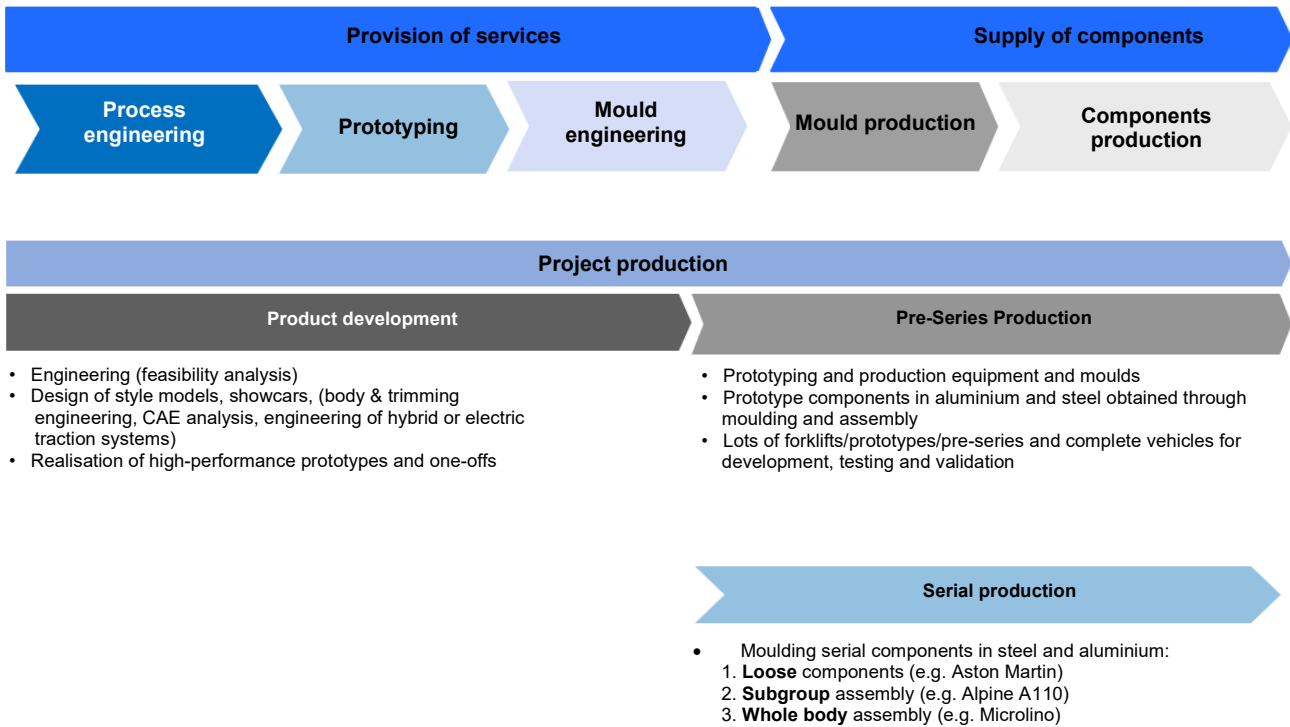 Provision of services
Supply of components
Process
engineering
Prototyping
Mould
engineering
Mould production
Components
production
Project production
Product development
Pre-Series Production
• Engineering (feasibility analysis)
• Design of style models, showcars, (body & trimming
engineering, CAE analysis, engineering of hybrid or electric
traction systems)
• Realisation of high-performance prototypes and one-offs
• Prototyping and production equipment and moulds
• Prototype components in aluminium and steel obtained through
moulding and assembly
• Lots of forklifts/prototypes/pre-series and complete vehicles for
development, testing and validation
Serial production
• Moulding serial components in steel and aluminium:
1. Loose components (e.g. Aston Martin)
2. Subgroup assembly (e.g. Alpine A110)
3. Whole body assembly (e.g. Microlino)